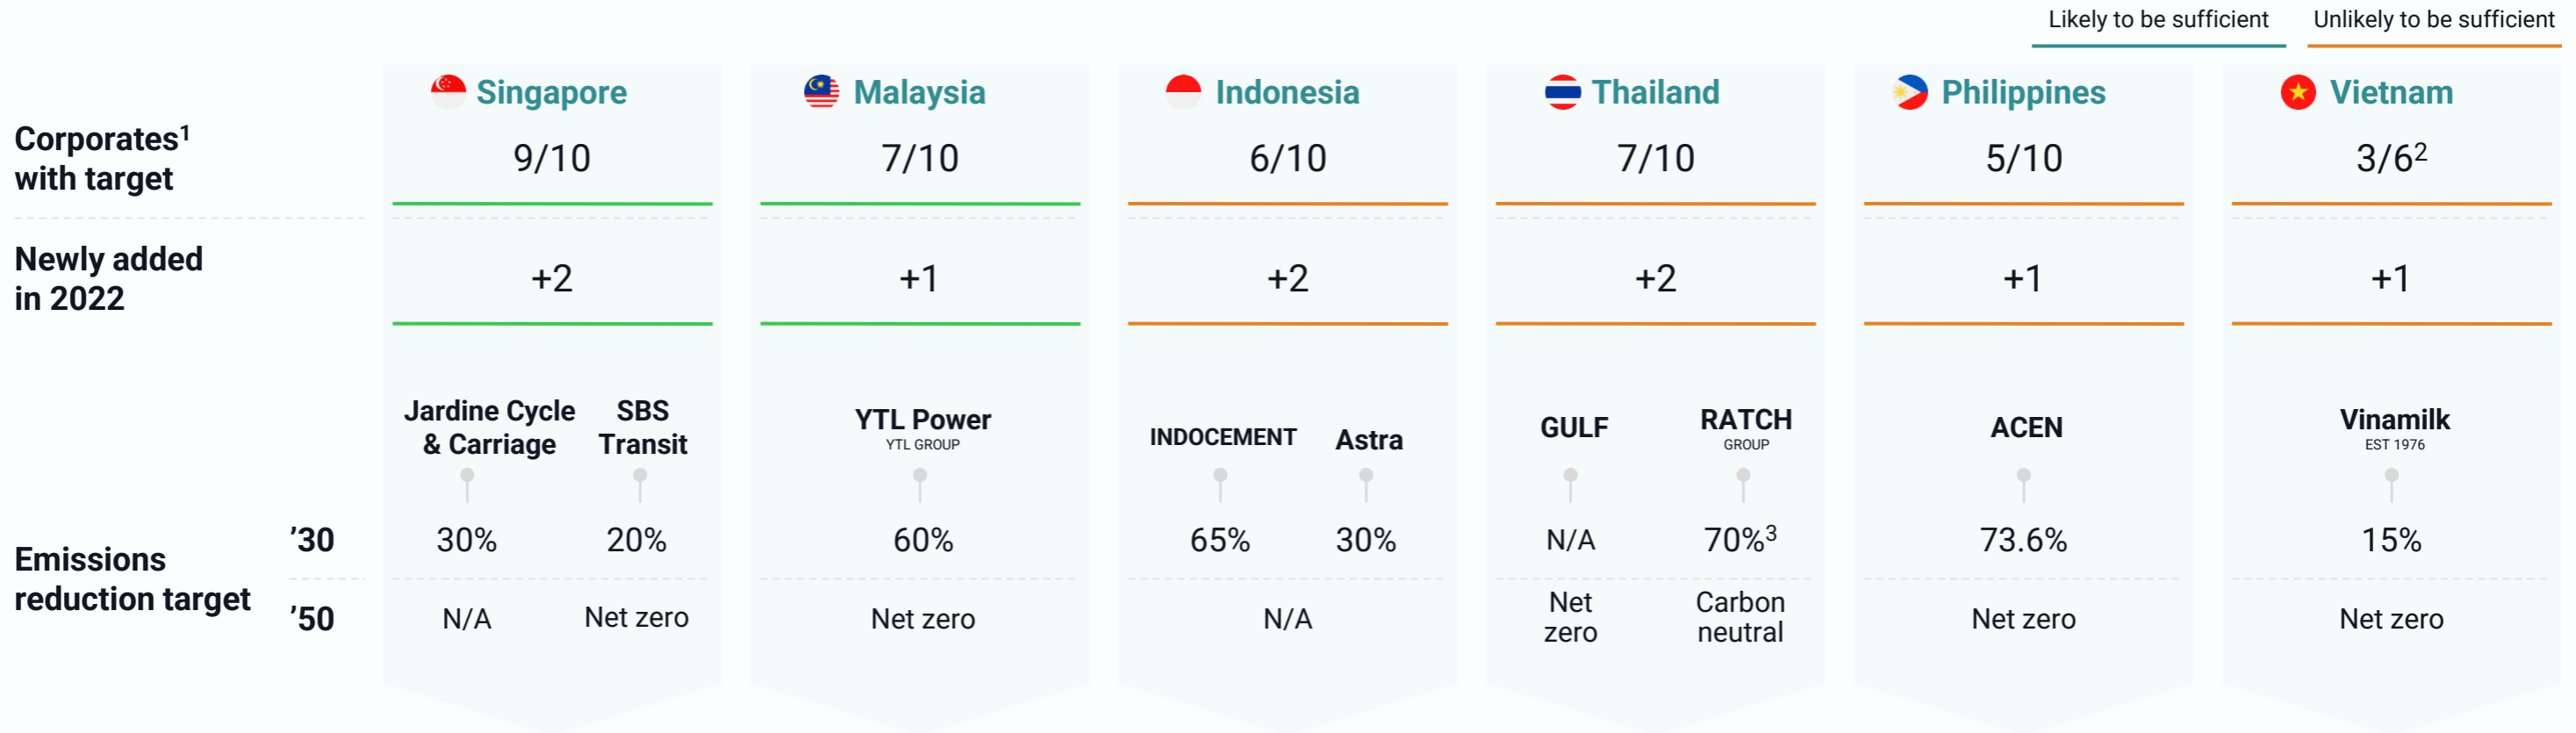 Likely to be sufficient Unlikely to be sufficient
Singapore Malaysia Indonesia Thailand Philippines Vietnam
Corporates¹
with target
9/10 7/10 6/10 7/10 5/10 3/6²
Newly added
in 2022
+2 +1 +2 +2 +1 +1
Jardine Cycle
& Carriage
SBS
Transit
YTL Power
YTL GROUP
INDOCEMENT
Astra
GULF
RATCH
GROUP
ACEN
Vinamilk
EST 1976
Emissions
reduction target
’30 30% 20% 60% 65% 30% N/A 70%³ 73.6% 15%
’50 N/A Net zero Net zero N/A
Net
zero
Carbon
neutral
Net zero Net zero